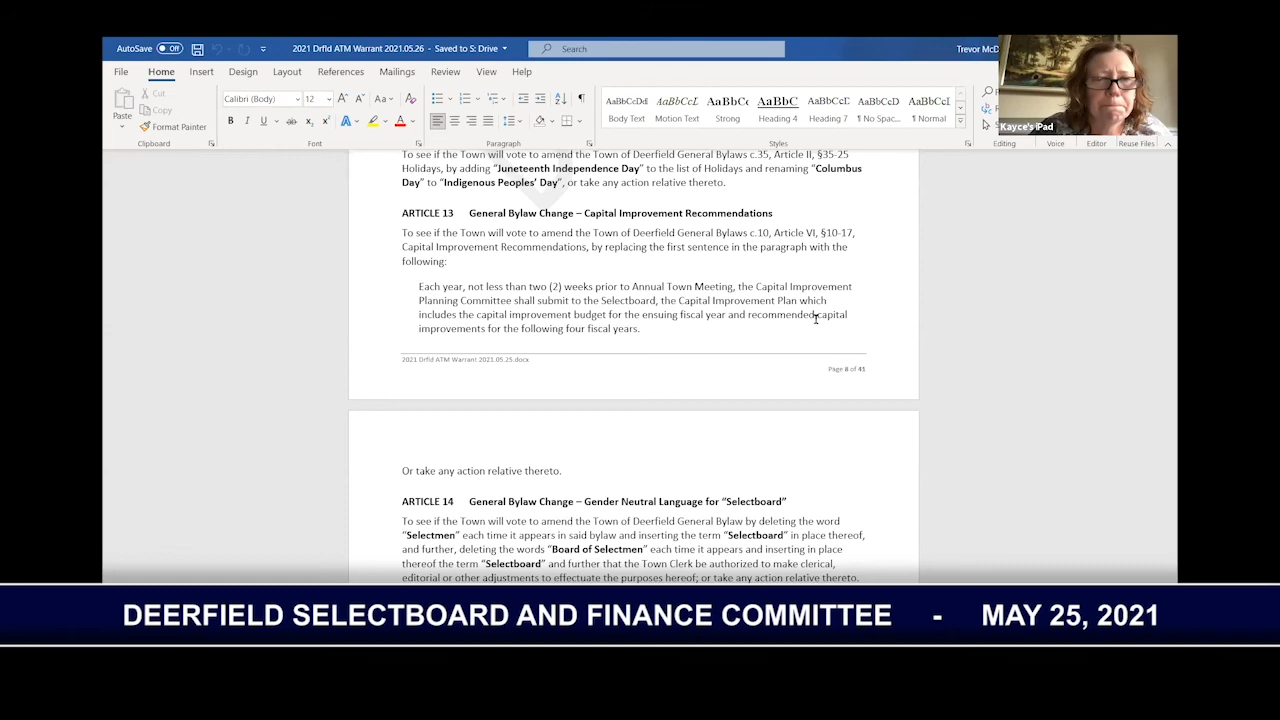 AutoSave Off 2021 Drfld ATM Warrant 2021.05.26 - Saved to S: Drive Search Trevor McD
File Home Insert Design Layout References Mailings Review View Help
Cut
Copy
Paste
Format Painter
Calibri (Body) 12
Aa
B I U ab x₂ x² A A
AaBbCcDd AaBbCcL AaBbCc AaBbC AaBbCcDd AaBbCcD AaBbCcI
Body Text Motion Text Strong Heading 4 Heading 7 ¶ No Spac... ¶ Normal
Clipboard Font Paragraph Styles Editing Voice Editor Reuse Files
Kayce's iPad
To see if the Town will vote to amend the Town of Deerfield General Bylaws c.35, Article II, §35-25
Holidays, by adding “Juneteenth Independence Day” to the list of Holidays and renaming “Columbus
Day” to “Indigenous Peoples’ Day”, or take any action relative thereto.
ARTICLE 13 General Bylaw Change – Capital Improvement Recommendations
To see if the Town will vote to amend the Town of Deerfield General Bylaws c.10, Article VI, §10-17,
Capital Improvement Recommendations, by replacing the first sentence in the paragraph with the
following:
Each year, not less than two (2) weeks prior to Annual Town Meeting, the Capital Improvement
Planning Committee shall submit to the Selectboard, the Capital Improvement Plan which
includes the capital improvement budget for the ensuing fiscal year and recommended capital
improvements for the following four fiscal years.
2021 Drfld ATM Warrant 2021.05.25.docx
Page 8 of 41
Or take any action relative thereto.
ARTICLE 14 General Bylaw Change – Gender Neutral Language for “Selectboard”
To see if the Town will vote to amend the Town of Deerfield General Bylaw by deleting the word
“Selectmen” each time it appears in said bylaw and inserting the term “Selectboard” in place thereof,
and further, deleting the words “Board of Selectmen” each time it appears and inserting in place
thereof the term “Selectboard” and further that the Town Clerk be authorized to make clerical,
editorial or other adjustments to effectuate the purposes hereof; or take any action relative thereto.
DEERFIELD SELECTBOARD AND FINANCE COMMITTEE - MAY 25, 2021